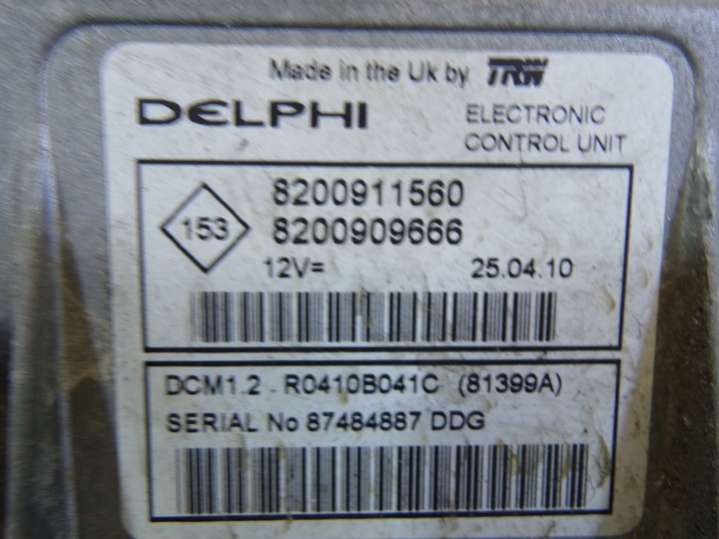 Made in the Uk by TRW
DELPHI ELECTRONIC
CONTROL UNIT
8200911560
153
8200909666
12V= 25.04.10
DCM1.2 R0410B041C (81399A)
SERIAL No 87484887 DDG